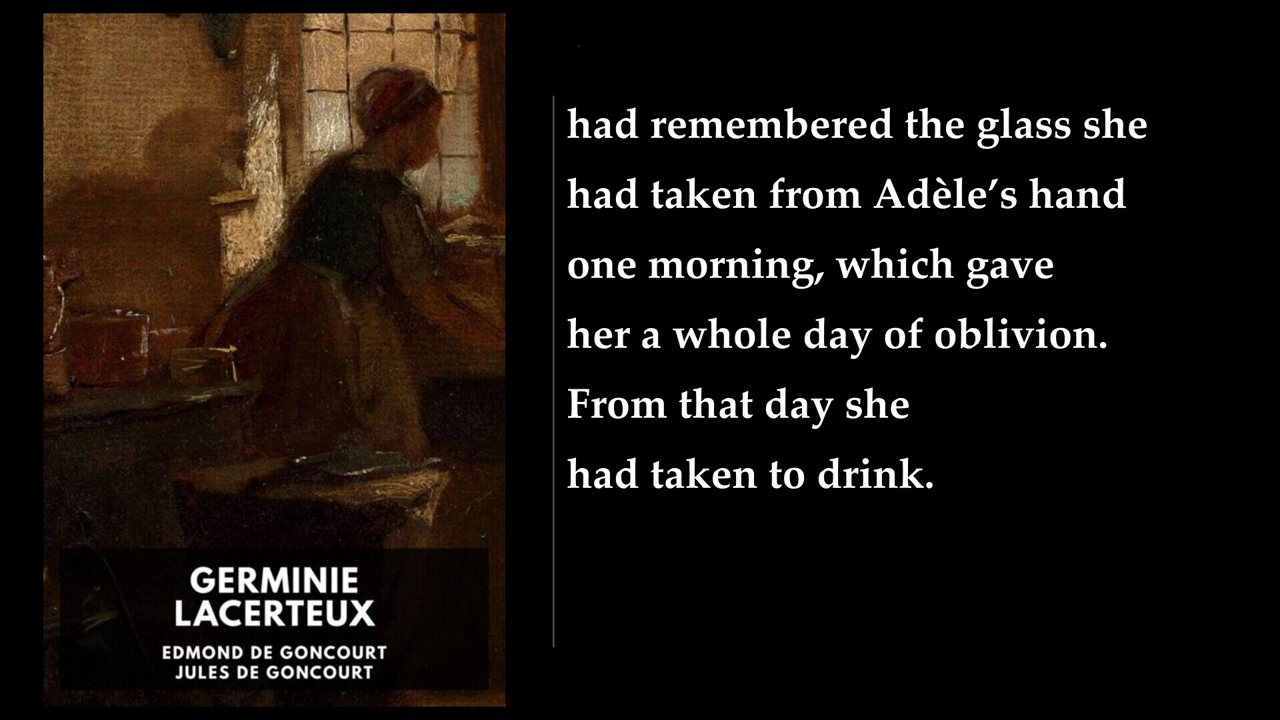 GERMINIE
LACERTEUX
EDMOND DE GONCOURT
JULES DE GONCOURT
had remembered the glass she
had taken from Adèle’s hand
one morning, which gave
her a whole day of oblivion.
From that day she
had taken to drink.